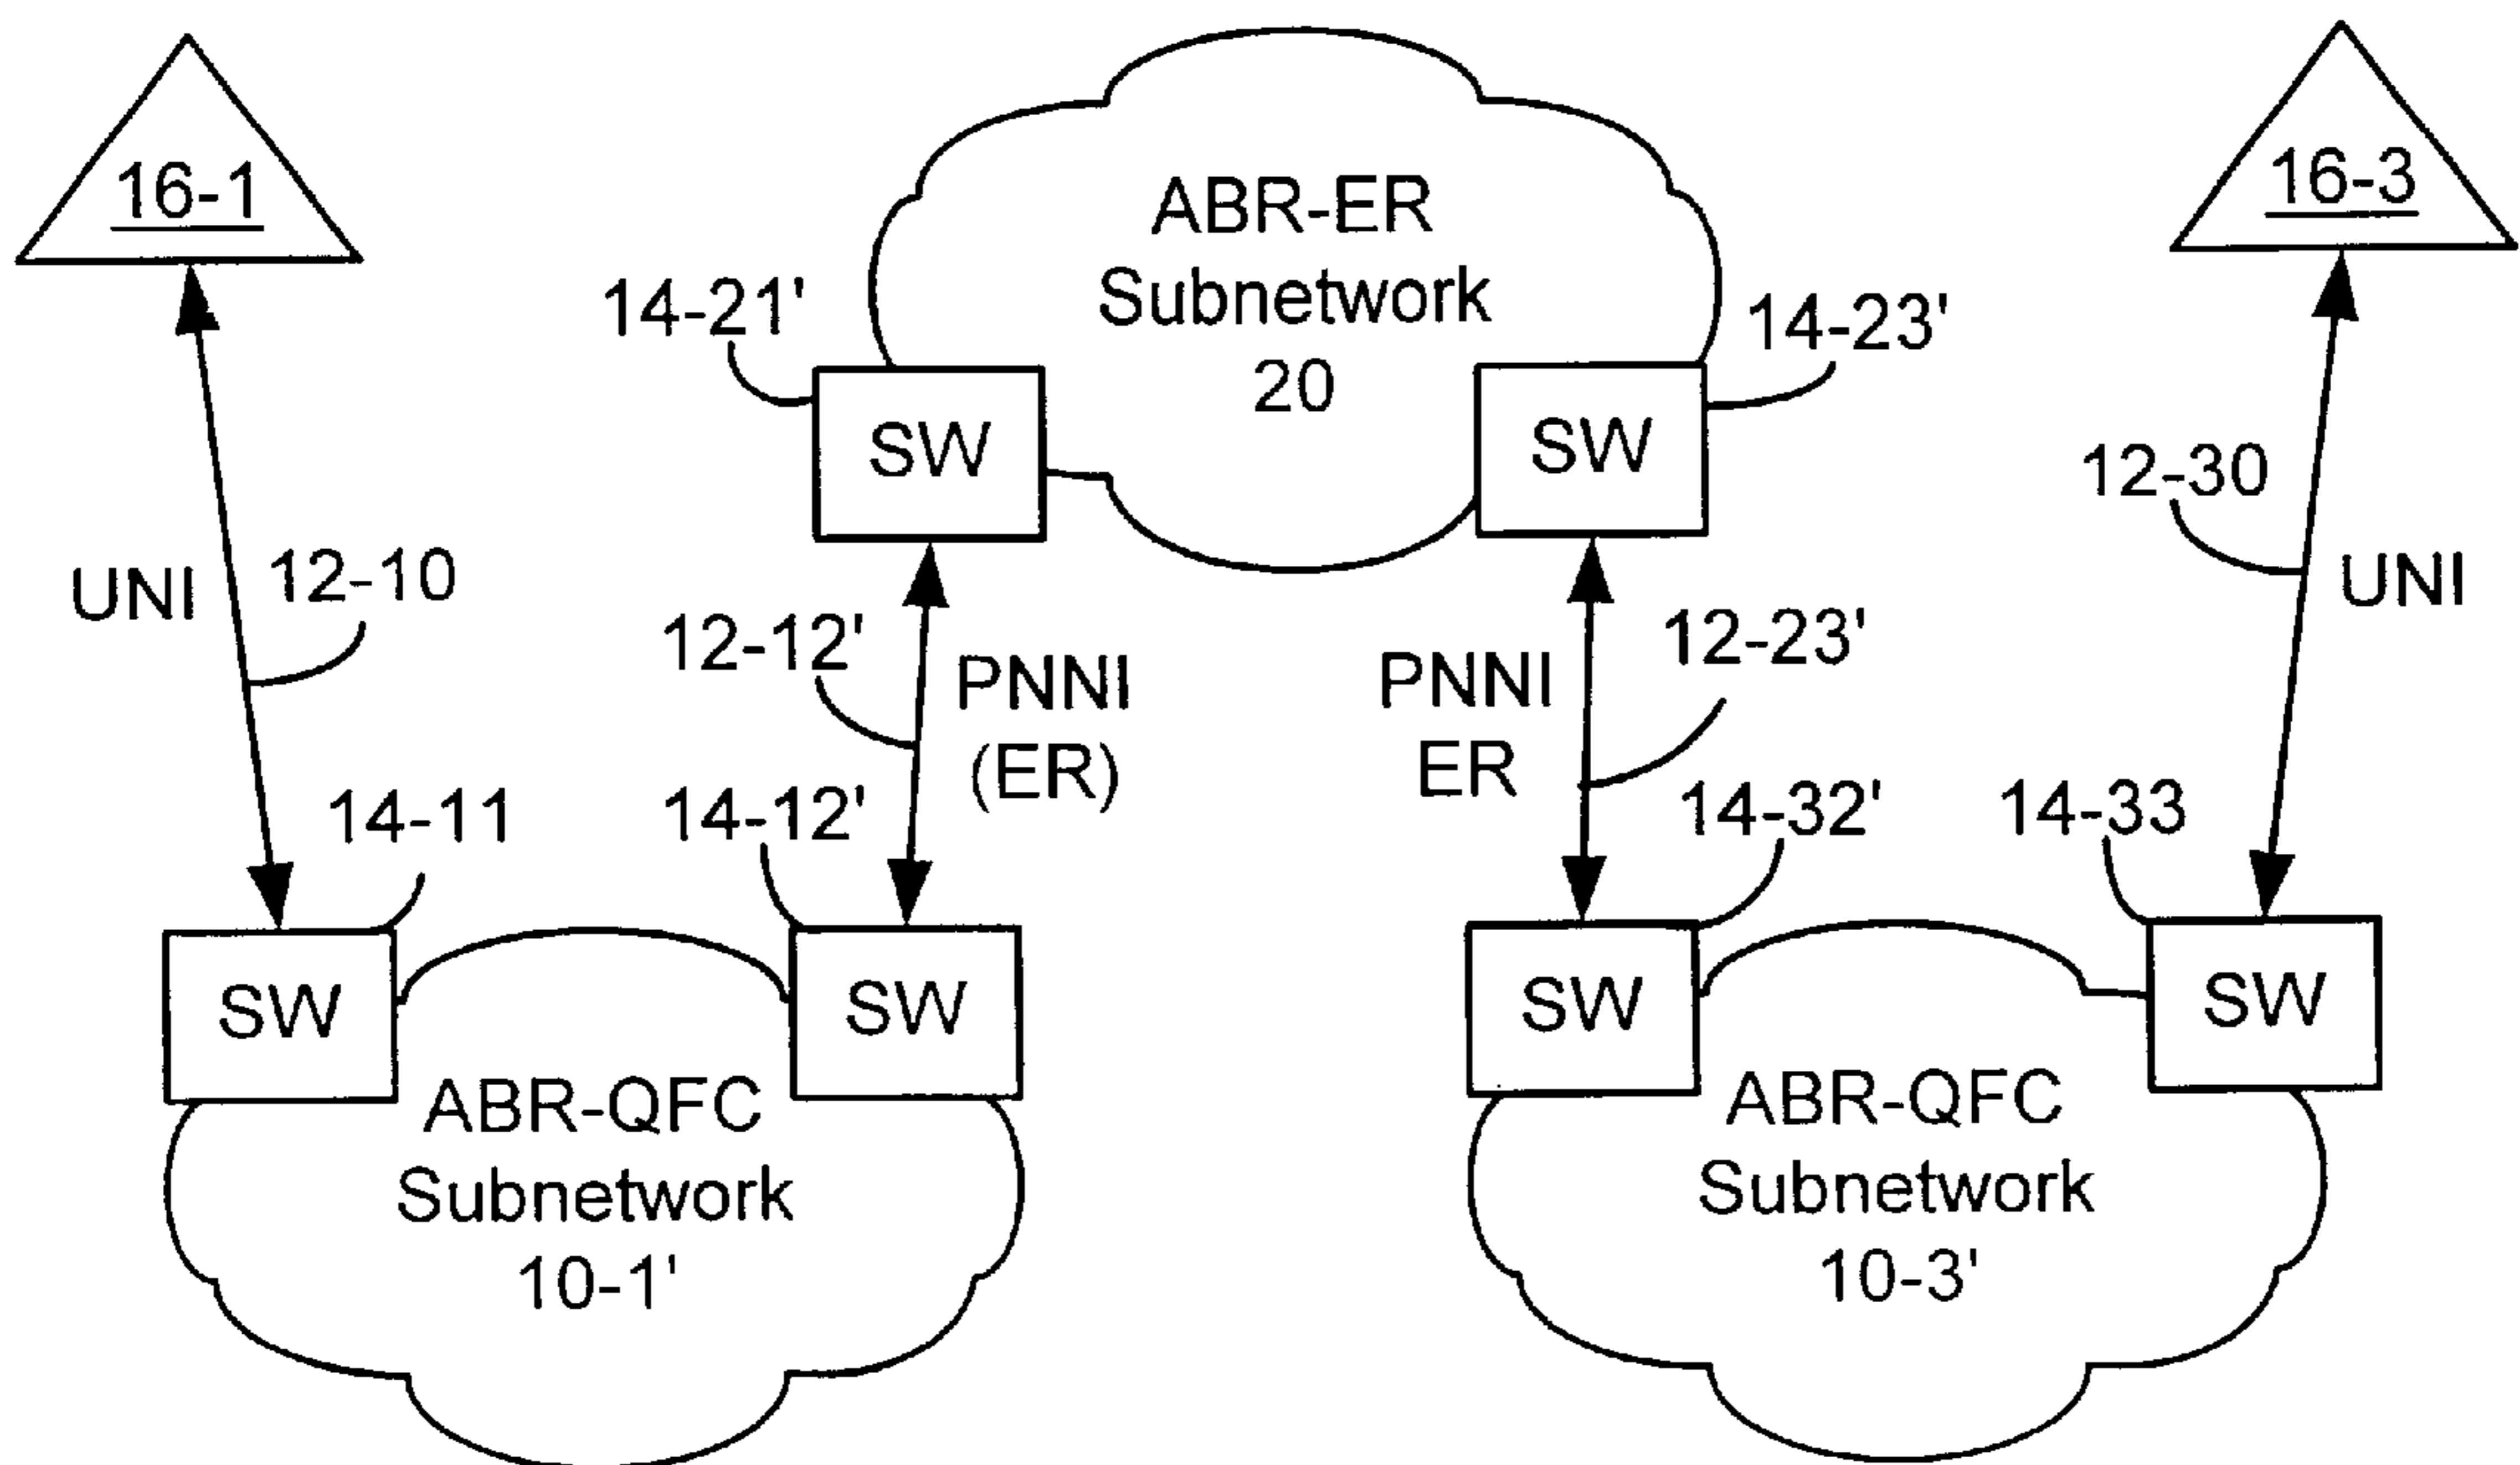 16-1
16-3
ABR-ER
Subnetwork
20
14-21'
14-23'
SW
SW
12-30
UNI
12-10
UNI
12-12'
PNNI
(ER)
PNNI
ER
12-23'
14-11
14-12'
14-32'
14-33
SW
SW
SW
SW
ABR-QFC
Subnetwork
10-1'
ABR-QFC
Subnetwork
10-3'